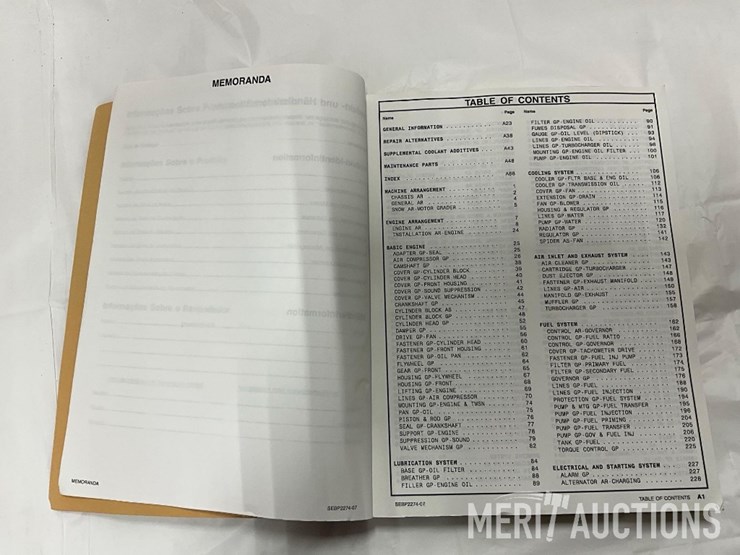 MEMORANDA
MEMORANDA
SEBP2274-07
TABLE OF CONTENTS
Name Page
GENERAL INFORMATION A23
REPAIR ALTERNATIVES A38
SUPPLEMENTAL COOLANT ADDITIVES A43
MAINTENANCE PARTS A48
INDEX
MACHINE ARRANGEMENT 1
CHASSIS AR 2
GENERAL AR 4
SNOW AR-MOTOR GRADER
ENGINE ARRANGEMENT 7
ENGINE AR
INSTALLATION AR ENGINE 24
BASIC ENGINE 25
ADAPTER GP-SEAL 25
AIR COMPRESSOR GP
CAMSHAFT GP
COVER GP-CYLINDER BLOCK 39
COVER GP-CYLINDER HEAD 40
COVER GP-FRONT HOUSING 41
COVER GP-SOUND SUPPRESSION 42
COVER GP-VALVE MECHANISM 44
CRANKSHAFT GP
CYLINDER BLOCK AS 47
CYLINDER BLOCK GP 48
CYLINDER HEAD GP 52
DAMPER GP 55
DRIVE GP-FAN 56
FASTENER GP-CYLINDER HEAD 60
FASTENER GP-FRONT HOUSING 61
FASTENER GP-OIL PAN 62
FLYWHEEL GP
GEAR GP-FRONT 65
HOUSING GP-FLYWHEEL 67
HOUSING GP-FRONT 68
LIFTING GP-ENGINE 69
LINES GP-AIR COMPRESSOR 70
MOUNTING GP-ENGINE & TMSN 74
PAN GP-OIL 75
PISTON & ROD GP 76
SEAL GP CRANKSHAFT 77
SUPPORT GP-ENGINE 78
SUPPRESSION GP-SOUND 79
VALVE MECHANISM GP 82
LUBRICATION SYSTEM 84
BASE GP-OIL FILTER 84
BREATHER GP 88
FILLER GP-ENGINE OIL 89
Name Page
FILTER GP-ENGINE OIL 90
FUMES DISPOSAL GP 91
GAUGE GP-OIL LEVEL (DIPSTICK) 93
LINES GP-ENGINE OIL 94
LINES GP-TURBOCHARGER OIL
MOUNTING GP-ENGINE OIL FILTER 100
PUMP GP-ENGINE OIL 101
COOLING SYSTEM 106
COOLER GP-FLTR BASE & ENG OIL
COOLER GP-TRANSMISSION OIL
COVER GP-FAN 113
EXTENSION GP-DRAIN 114
FAN GP-BLOWER 115
HOUSING & REGULATOR GP 116
LINES GP-WATER 117
PUMP GP-WATER 120
RADIATOR GP 132
REGULATOR GP 141
SPIDER AS-FAN 142
AIR INLET AND EXHAUST SYSTEM 143
AIR CLEANER GP 143
CARTRIDGE GP-TURBOCHARGER 147
DUST EJECTOR GP 148
FASTENER GP-EXHAUST MANIFOLD 149
LINES GP-AIR 150
MANIFOLD GP-EXHAUST 155
MUFFLER GP
TURBOCHARGER GP 158
FUEL SYSTEM 162
CONTROL AR-GOVERNOR 162
CONTROL GP-FUEL RATIO 166
CONTROL GP-GOVERNOR 168
COVER GP-TACHOMETER DRIVE 172
FASTENER GP-FUEL INJ PUMP 173
FILTER GP-PRIMARY FUEL 174
FILTER GP-SECONDARY FUEL 175
GOVERNOR GP 176
LINES GP-FUEL 188
LINES GP-FUEL INJECTION 190
PROTECTION GP-FUEL SYSTEM 194
PUMP & MTG GP-FUEL TRANSFER 195
PUMP GP-FUEL INJECTION 196
PUMP GP-FUEL PRIMING 204
PUMP GP-FUEL TRANSFER 205
PUMP GP-GOV & FUEL INJ 206
TANK GP-FUEL 220
TORQUE CONTROL GP 225
ELECTRICAL AND STARTING SYSTEM 227
ALARM GP 227
ALTERNATOR AR-CHARGING 228
SEBP2274-07
TABLE OF CONTENTS A1
MERIT AUCTIONS